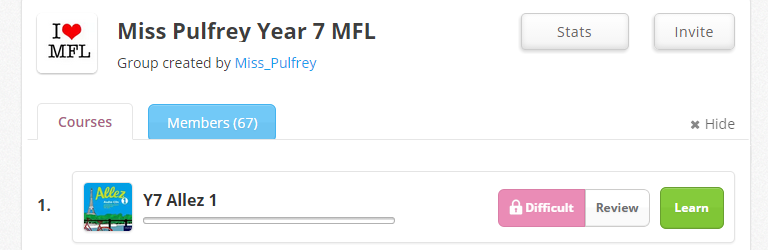 I ♥
MFL
Miss Pulfrey Year 7 MFL
Group created by Miss_Pulfrey
Stats
Invite
Courses
Members (67)
✖ Hide
1.
Allez
1
Y7 Allez 1
Difficult
Review
Learn